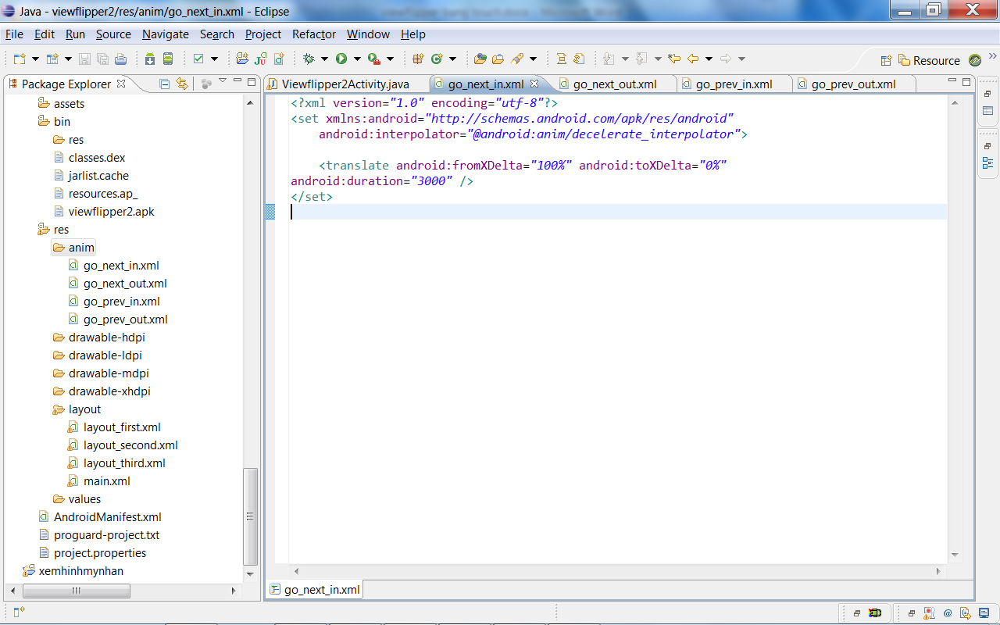 Java - viewflipper2/res/anim/go_next_in.xml - Eclipse
File Edit Run Source Navigate Search Project Refactor Window Help
Resource
Package Explorer
Viewflipper2Activity.java go_next_in.xml go_next_out.xml go_prev_in.xml go_prev_out.xml
assets
bin
res
classes.dex
jarlist.cache
resources.ap_
viewflipper2.apk
res
anim
go_next_in.xml
go_next_out.xml
go_prev_in.xml
go_prev_out.xml
drawable-hdpi
drawable-ldpi
drawable-mdpi
drawable-xhdpi
layout
layout_first.xml
layout_second.xml
layout_third.xml
main.xml
values
AndroidManifest.xml
proguard-project.txt
project.properties
xemhinhmynhan
<?xml version="1.0" encoding="utf-8"?>
<set xmlns:android="http://schemas.android.com/apk/res/android"
android:interpolator="@android:anim/decelerate_interpolator">
<translate android:fromXDelta="100%" android:toXDelta="0%"
android:duration="3000" />
</set>
go_next_in.xml